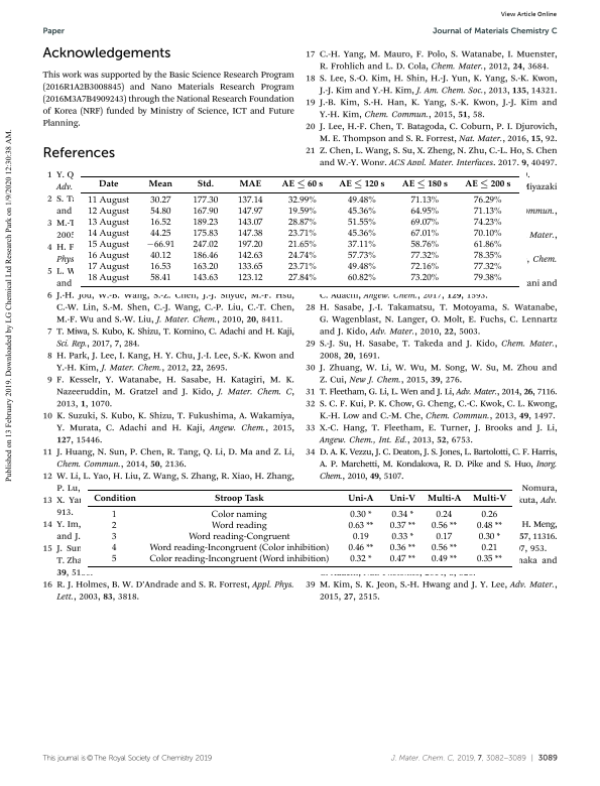 View Article Online
Paper
Journal of Materials Chemistry C
Acknowledgements
This work was supported by the Basic Science Research Program
(2016R1A2B3008845) and Nano Materials Research Program
(2016M3A7B4909243) through the National Research Foundation
of Korea (NRF) funded by Ministry of Science, ICT and Future
Planning.
References
1 Y. Q
Adv.
2 S. T
and
3 M.-T
2005
4 H. F
Phys
5 L. W
and
6 J.-H. Jou, W.-B. Wang, S.-Z. Chen, J.-J. Shyue, M.-F. Hsu,
C.-W. Lin, S.-M. Shen, C.-J. Wang, C.-P. Liu, C.-T. Chen,
M.-F. Wu and S.-W. Liu, J. Mater. Chem., 2010, 20, 8411.
7 T. Miwa, S. Kubo, K. Shizu, T. Komino, C. Adachi and H. Kaji,
Sci. Rep., 2017, 7, 284.
8 H. Park, J. Lee, I. Kang, H. Y. Chu, J.-I. Lee, S.-K. Kwon and
Y.-H. Kim, J. Mater. Chem., 2012, 22, 2695.
9 F. Kesselr, Y. Watanabe, H. Sasabe, H. Katagiri, M. K.
Nazeeruddin, M. Gratzel and J. Kido, J. Mater. Chem. C,
2013, 1, 1070.
10 K. Suzuki, S. Kubo, K. Shizu, T. Fukushima, A. Wakamiya,
Y. Murata, C. Adachi and H. Kaji, Angew. Chem., 2015,
127, 15446.
11 J. Huang, N. Sun, P. Chen, R. Tang, Q. Li, D. Ma and Z. Li,
Chem. Commun., 2014, 50, 2136.
12 W. Li, L. Yao, H. Liu, Z. Wang, S. Zhang, R. Xiao, H. Zhang,
P. Lu,
13 X. Yan
913.
14 Y. Im,
and J.
15 J. Sun
T. Zha
39, 51
16 R. J. Holmes, B. W. D'Andrade and S. R. Forrest, Appl. Phys.
Lett., 2003, 83, 3818.
17 C.-H. Yang, M. Mauro, F. Polo, S. Watanabe, I. Muenster,
R. Frohlich and L. D. Cola, Chem. Mater., 2012, 24, 3684.
18 S. Lee, S.-O. Kim, H. Shin, H.-J. Yun, K. Yang, S.-K. Kwon,
J.-J. Kim and Y.-H. Kim, J. Am. Chem. Soc., 2013, 135, 14321.
19 J.-B. Kim, S.-H. Han, K. Yang, S.-K. Kwon, J.-J. Kim and
Y.-H. Kim, Chem. Commun., 2015, 51, 58.
20 J. Lee, H.-F. Chen, T. Batagoda, C. Coburn, P. I. Djurovich,
M. E. Thompson and S. R. Forrest, Nat. Mater., 2016, 15, 92.
21 Z. Chen, L. Wang, S. Su, X. Zheng, N. Zhu, C.-L. Ho, S. Chen
and W.-Y. Wong, ACS Appl. Mater. Interfaces, 2017, 9, 40497.
Miyazaki
mmun.,
Mater.,
, Chem.
ani and
C. Adachi, Angew. Chem., 2017, 129, 1593.
28 H. Sasabe, J.-I. Takamatsu, T. Motoyama, S. Watanabe,
G. Wagenblast, N. Langer, O. Molt, E. Fuchs, C. Lennartz
and J. Kido, Adv. Mater., 2010, 22, 5003.
29 S.-J. Su, H. Sasabe, T. Takeda and J. Kido, Chem. Mater.,
2008, 20, 1691.
30 J. Zhuang, W. Li, W. Wu, M. Song, W. Su, M. Zhou and
Z. Cui, New J. Chem., 2015, 39, 276.
31 T. Fleetham, G. Li, L. Wen and J. Li, Adv. Mater., 2014, 26, 7116.
32 S. C. F. Kui, P. K. Chow, G. Cheng, C.-C. Kwok, C. L. Kwong,
K.-H. Low and C.-M. Che, Chem. Commun., 2013, 49, 1497.
33 X.-C. Hang, T. Fleetham, E. Turner, J. Brooks and J. Li,
Angew. Chem., Int. Ed., 2013, 52, 6753.
34 D. A. K. Vezzu, J. C. Deaton, J. S. Jones, L. Bartolotti, C. F. Harris,
A. P. Marchetti, M. Kondakova, R. D. Pike and S. Huo, Inorg.
Chem., 2010, 49, 5107.
Nomura,
kuta, Adv.
H. Meng,
57, 11316.
7, 953.
naka and
39 M. Kim, S. K. Jeon, S.-H. Hwang and J. Y. Lee, Adv. Mater.,
2015, 27, 2515.
Date Mean Std. MAE AE ≤ 60 s AE ≤ 120 s AE ≤ 180 s AE ≤ 200 s
11 August 30.27 177.30 137.14 32.99% 49.48% 71.13% 76.29%
12 August 54.80 167.90 147.97 19.59% 45.36% 64.95% 71.13%
13 August 16.52 189.23 143.07 28.87% 51.55% 69.07% 74.23%
14 August 44.25 175.83 147.38 23.71% 45.36% 67.01% 70.10%
15 August −66.91 247.02 197.20 21.65% 37.11% 58.76% 61.86%
16 August 40.12 186.46 142.63 24.74% 57.73% 77.32% 78.35%
17 August 16.53 163.20 133.65 23.71% 49.48% 72.16% 77.32%
18 August 58.41 143.63 123.12 27.84% 60.82% 73.20% 79.38%
Condition Stroop Task Uni-A Uni-V Multi-A Multi-V
1 Color naming 0.30 * 0.34 * 0.24 0.26
2 Word reading 0.63 ** 0.37 ** 0.56 ** 0.48 **
3 Word reading-Congruent 0.19 0.33 * 0.17 0.30 *
4 Word reading-Incongruent (Color inhibition) 0.46 ** 0.36 ** 0.56 ** 0.21
5 Color reading-Incongruent (Word inhibition) 0.32 * 0.47 ** 0.49 ** 0.35 **
Published on 13 February 2019. Downloaded by LG Chemical Ltd Research Park on 1/9/2020 12:30:38 AM.
This journal is © The Royal Society of Chemistry 2019
J. Mater. Chem. C, 2019, 7, 3082–3089 | 3089